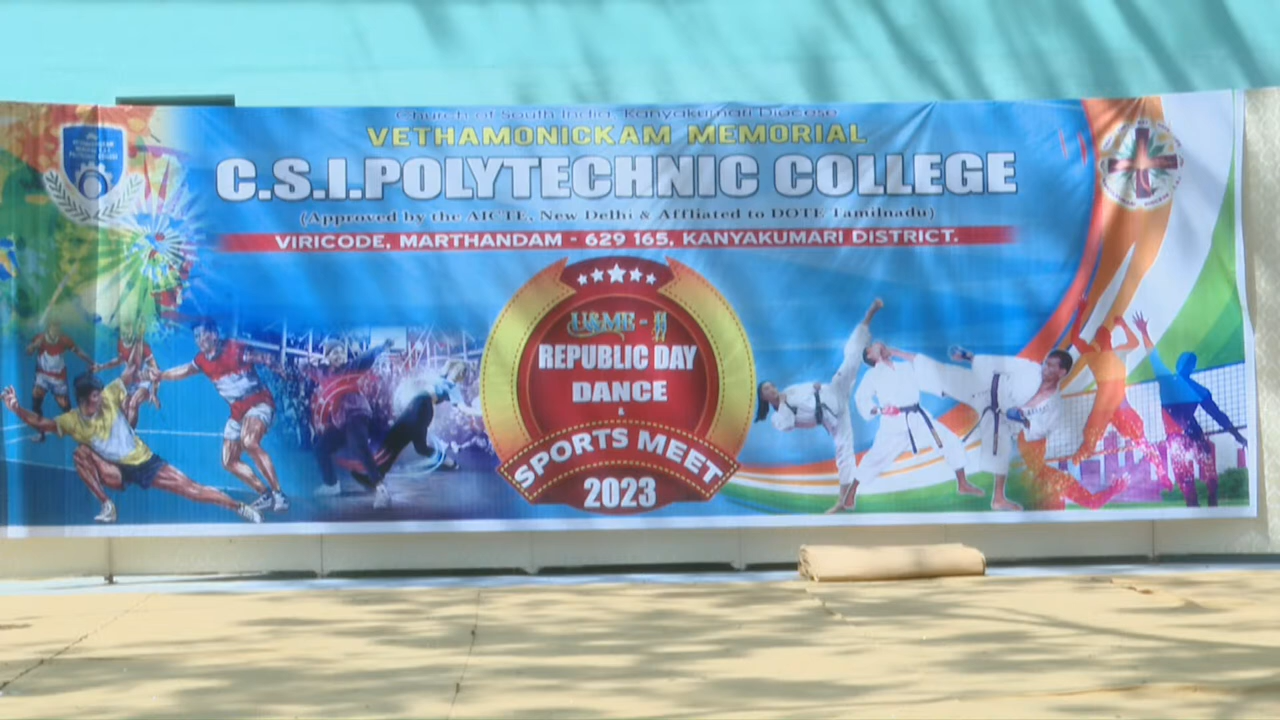 Church of South India, Kanyakumari Diocese
VETHAMONICKAM MEMORIAL
C.S.I.POLYTECHNIC COLLEGE
(Approved by the AICTE, New Delhi & Affliated to DOTE Tamilnadu)
VIRICODE, MARTHANDAM - 629 165, KANYAKUMARI DISTRICT.
REPUBLIC DAY
DANCE
&
SPORTS MEET
2023